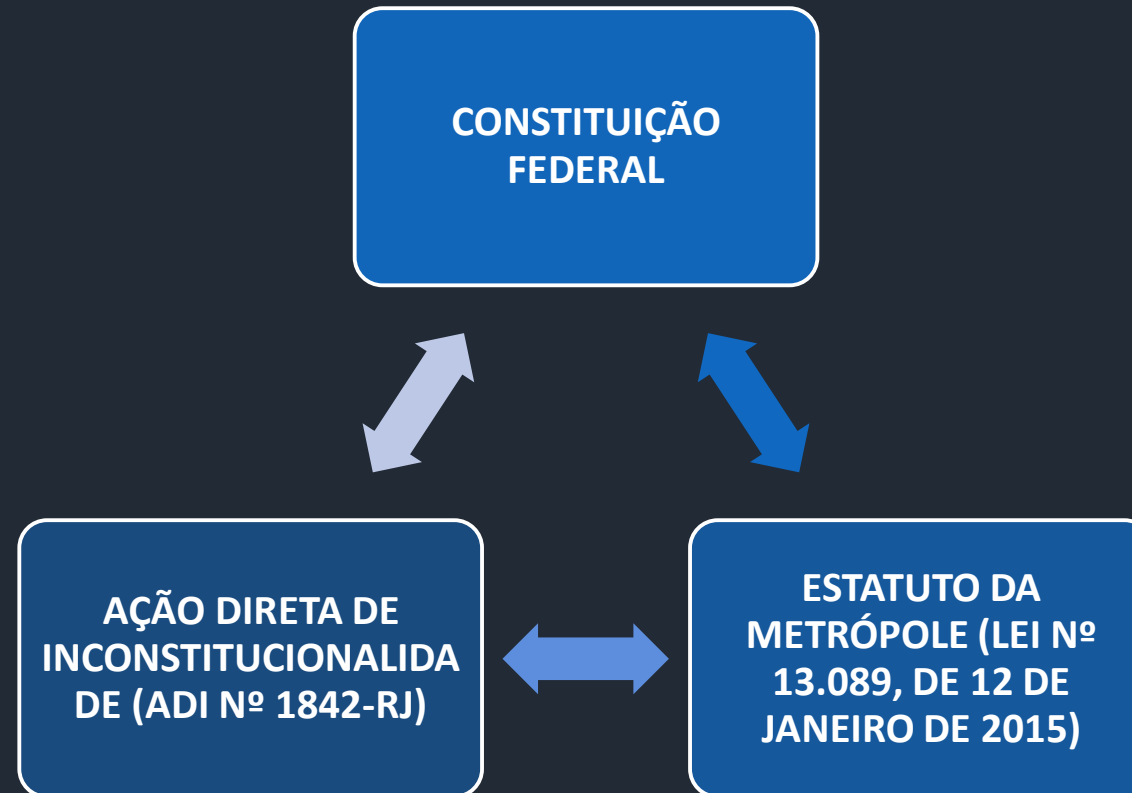 CONSTITUIÇÃO
FEDERAL
AÇÃO DIRETA DE
INCONSTITUCIONALIDA
DE (ADI Nº 1842-RJ)
ESTATUTO DA
METRÓPOLE (LEI Nº
13.089, DE 12 DE
JANEIRO DE 2015)